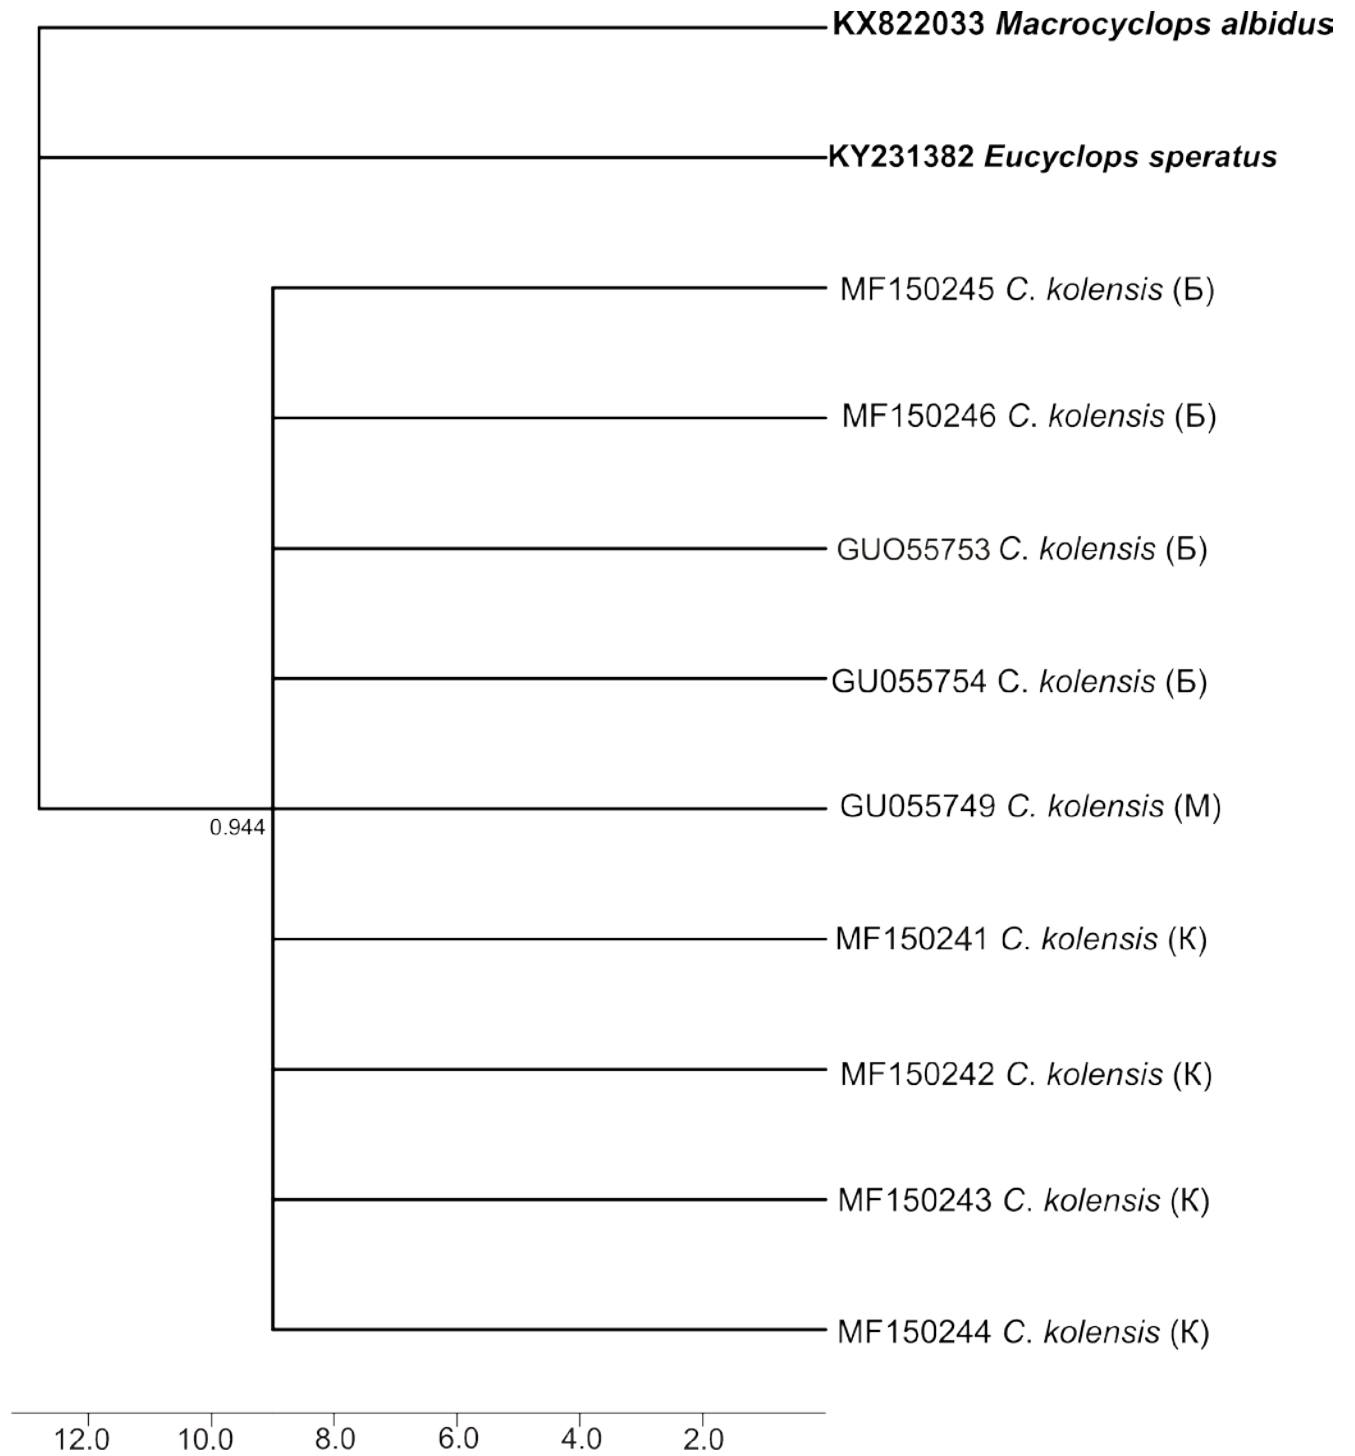 KX822033 Macrocyclops albidus
KY231382 Eucyclops speratus
MF150245 C. kolensis (Б)
MF150246 C. kolensis (Б)
GUO55753 C. kolensis (Б)
GU055754 C. kolensis (Б)
GU055749 C. kolensis (М)
0.944
MF150241 C. kolensis (К)
MF150242 C. kolensis (К)
MF150243 C. kolensis (К)
MF150244 C. kolensis (К)
12.0 10.0 8.0 6.0 4.0 2.0